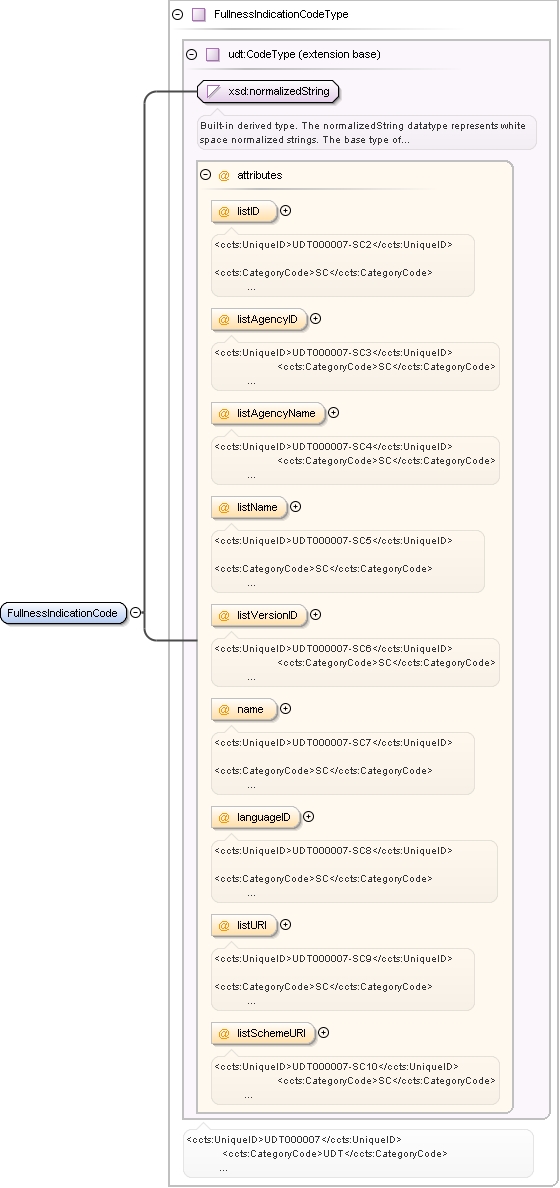 FullnessIndicationCodeType
udt:CodeType (extension base)
xsd:normalizedString
Built-in derived type. The normalizedString datatype represents white
space normalized strings. The base type of...
@ attributes
@ listID
<ccts:UniqueID>UDT000007-SC2</ccts:UniqueID>
<ccts:CategoryCode>SC</ccts:CategoryCode>
...
@ listAgencyID
<ccts:UniqueID>UDT000007-SC3</ccts:UniqueID>
<ccts:CategoryCode>SC</ccts:CategoryCode>
...
@ listAgencyName
<ccts:UniqueID>UDT000007-SC4</ccts:UniqueID>
<ccts:CategoryCode>SC</ccts:CategoryCode>
...
@ listName
<ccts:UniqueID>UDT000007-SC5</ccts:UniqueID>
<ccts:CategoryCode>SC</ccts:CategoryCode>
...
FullnessIndicationCode
@ listVersionID
<ccts:UniqueID>UDT000007-SC6</ccts:UniqueID>
<ccts:CategoryCode>SC</ccts:CategoryCode>
...
@ name
<ccts:UniqueID>UDT000007-SC7</ccts:UniqueID>
<ccts:CategoryCode>SC</ccts:CategoryCode>
...
@ languageID
<ccts:UniqueID>UDT000007-SC8</ccts:UniqueID>
<ccts:CategoryCode>SC</ccts:CategoryCode>
...
@ listURI
<ccts:UniqueID>UDT000007-SC9</ccts:UniqueID>
<ccts:CategoryCode>SC</ccts:CategoryCode>
...
@ listSchemeURI
<ccts:UniqueID>UDT000007-SC10</ccts:UniqueID>
<ccts:CategoryCode>SC</ccts:CategoryCode>
...
<ccts:UniqueID>UDT000007</ccts:UniqueID>
<ccts:CategoryCode>UDT</ccts:CategoryCode>
...